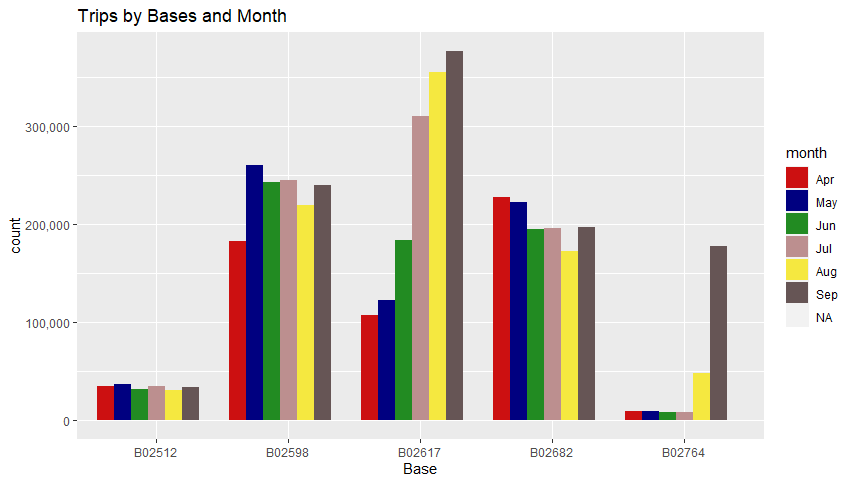 Trips by Bases and Month
count
300,000
200,000
100,000
0
B02512 B02598 B02617 B02682 B02764
Base
month
Apr
May
Jun
Jul
Aug
Sep
NA